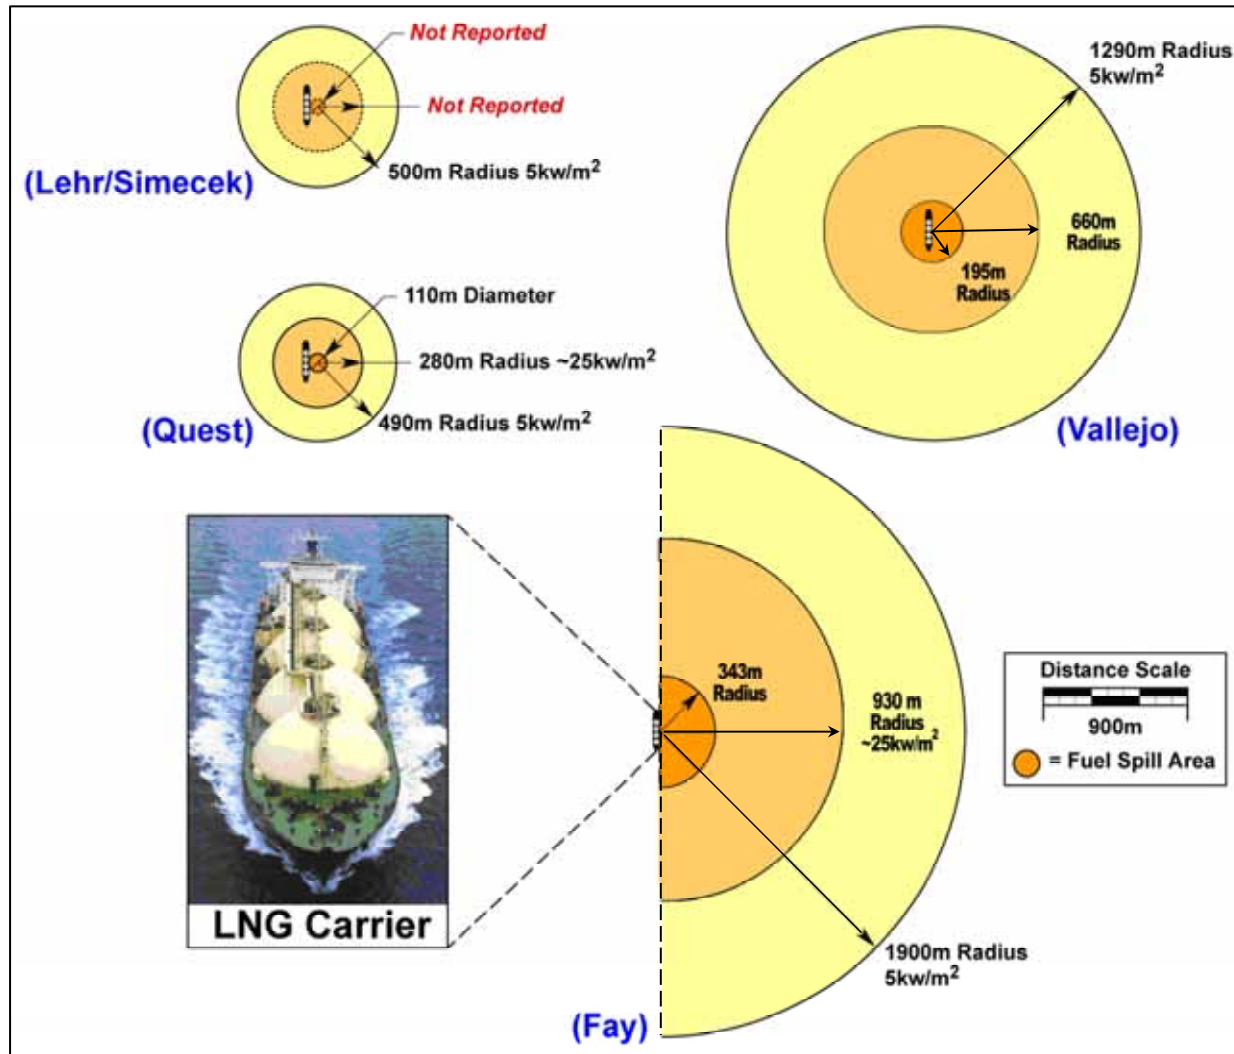 Not Reported
Not Reported
500m Radius 5kw/m²
(Lehr/Simecek)
110m Diameter
280m Radius ~25kw/m²
490m Radius 5kw/m²
(Quest)
1290m Radius
5kw/m²
660m
Radius
195m
Radius
(Vallejo)
LNG Carrier
343m
Radius
930 m
Radius
~25kw/m²
1900m Radius
5kw/m²
(Fay)
Distance Scale
900m
= Fuel Spill Area